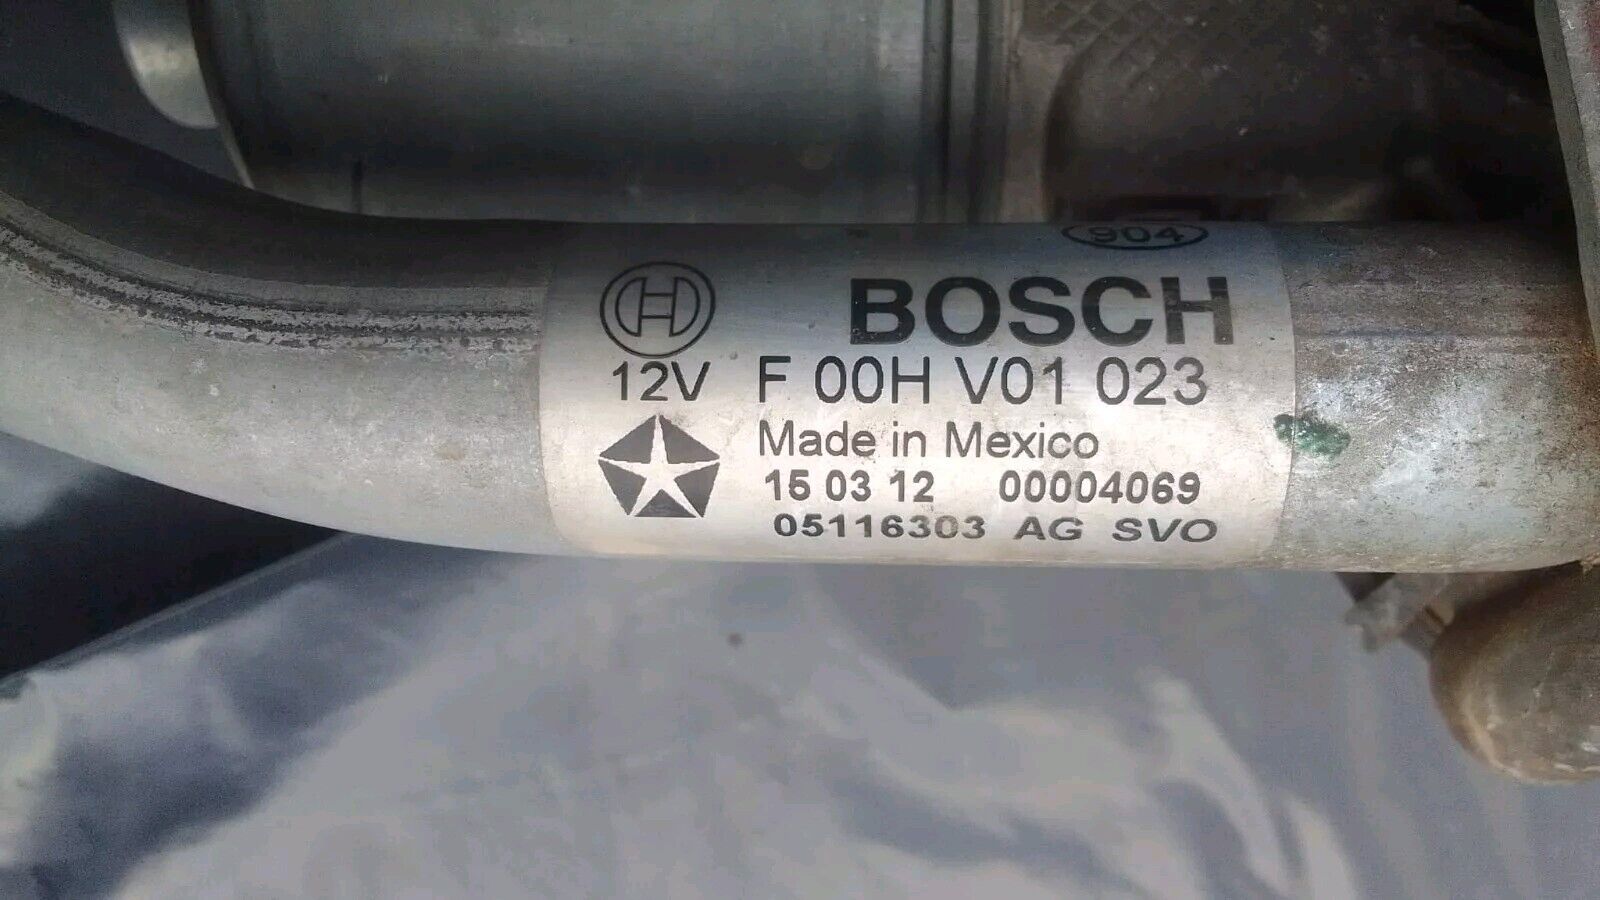 904
BOSCH
12V F 00H V01 023
Made in Mexico
15 03 12 00004069
05116303 AG SVO